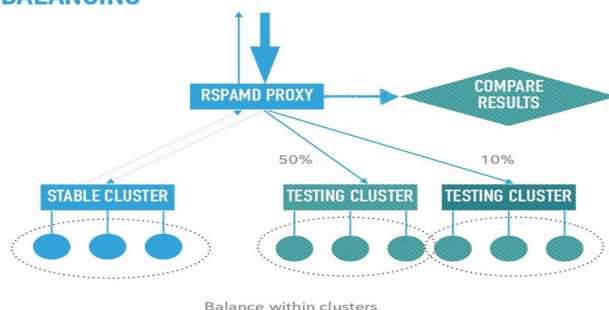 BALANCING
RSPAMD PROXY
COMPARE
RESULTS
50%
10%
STABLE CLUSTER
TESTING CLUSTER
TESTING CLUSTER
Balance within clusters